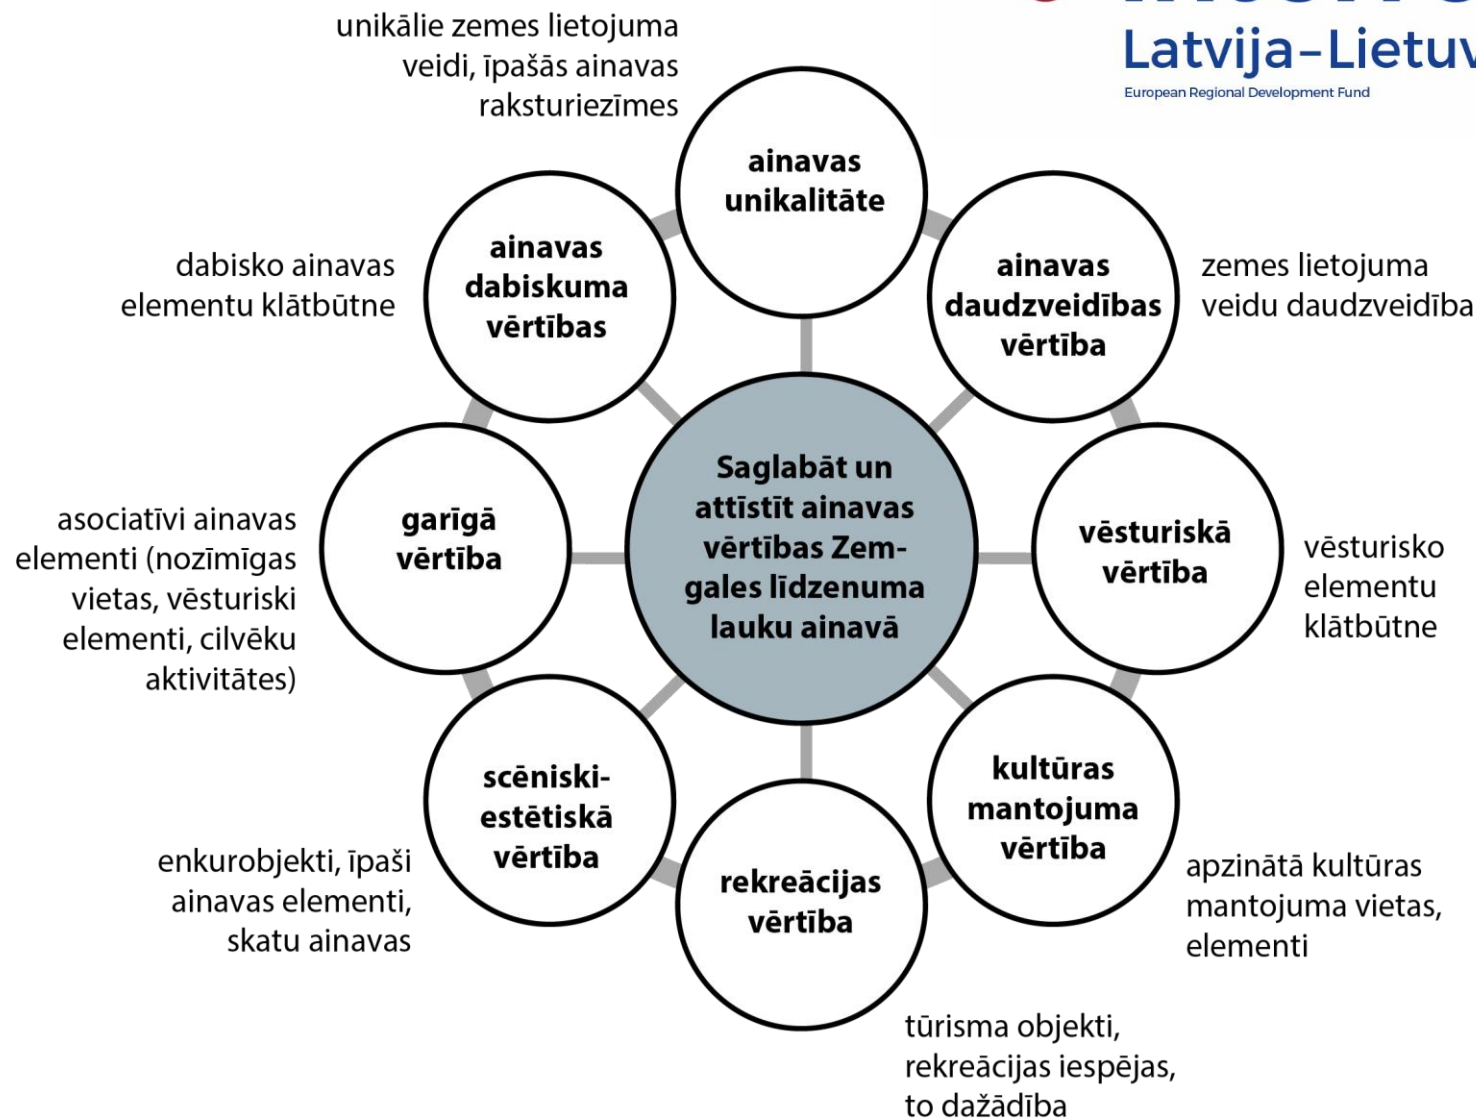 Latvija–Lietuv
European Regional Development Fund
unikālie zemes lietojuma
veidi, īpašās ainavas
raksturiezīmes
ainavas
unikalitāte
ainavas
dabiskuma
vērtības
dabisko ainavas
elementu klātbūtne
ainavas
daudzveidības
vērtība
zemes lietojuma
veidu daudzveidība
Saglabāt un
attīstīt ainavas
vērtības Zem-
gales līdzenuma
lauku ainavā
garīgā
vērtība
asociatīvi ainavas
elementi (nozīmīgas
vietas, vēsturiski
elementi, cilvēku
aktivitātes)
vēsturiskā
vērtība
vēsturisko
elementu
klātbūtne
scēniski-
estētiskā
vērtība
enkurobjekti, īpaši
ainavas elementi,
skatu ainavas
kultūras
mantojuma
vērtība
apzinātā kultūras
mantojuma vietas,
elementi
rekreācijas
vērtība
tūrisma objekti,
rekreācijas iespējas,
to dažādība